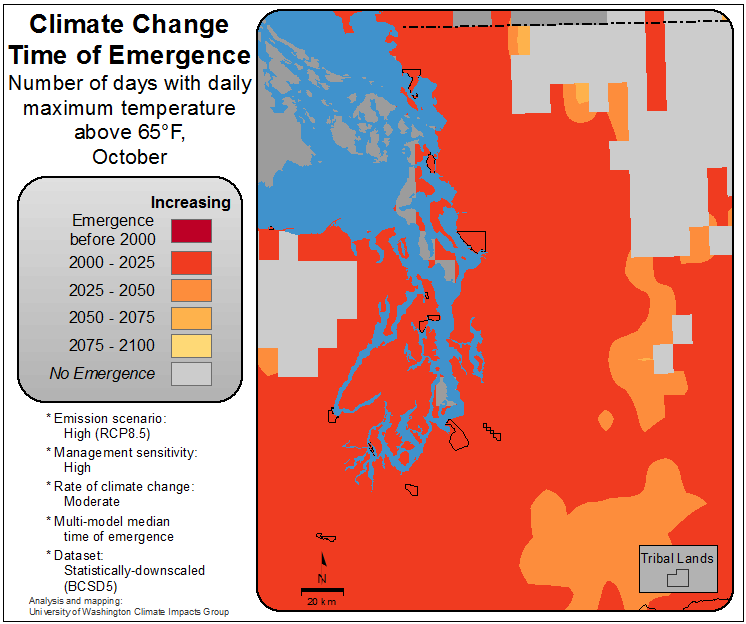 Climate Change
Time of Emergence
Number of days with daily
maximum temperature
above 65°F,
October
Increasing
Emergence
before 2000
2000 - 2025
2025 - 2050
2050 - 2075
2075 - 2100
No Emergence
* Emission scenario:
High (RCP8.5)
* Management sensitivity:
High
* Rate of climate change:
Moderate
* Multi-model median
time of emergence
* Dataset:
Statistically-downscaled
(BCSD5)
Analysis and mapping:
University of Washington Climate Impacts Group
N
20 km
Tribal Lands